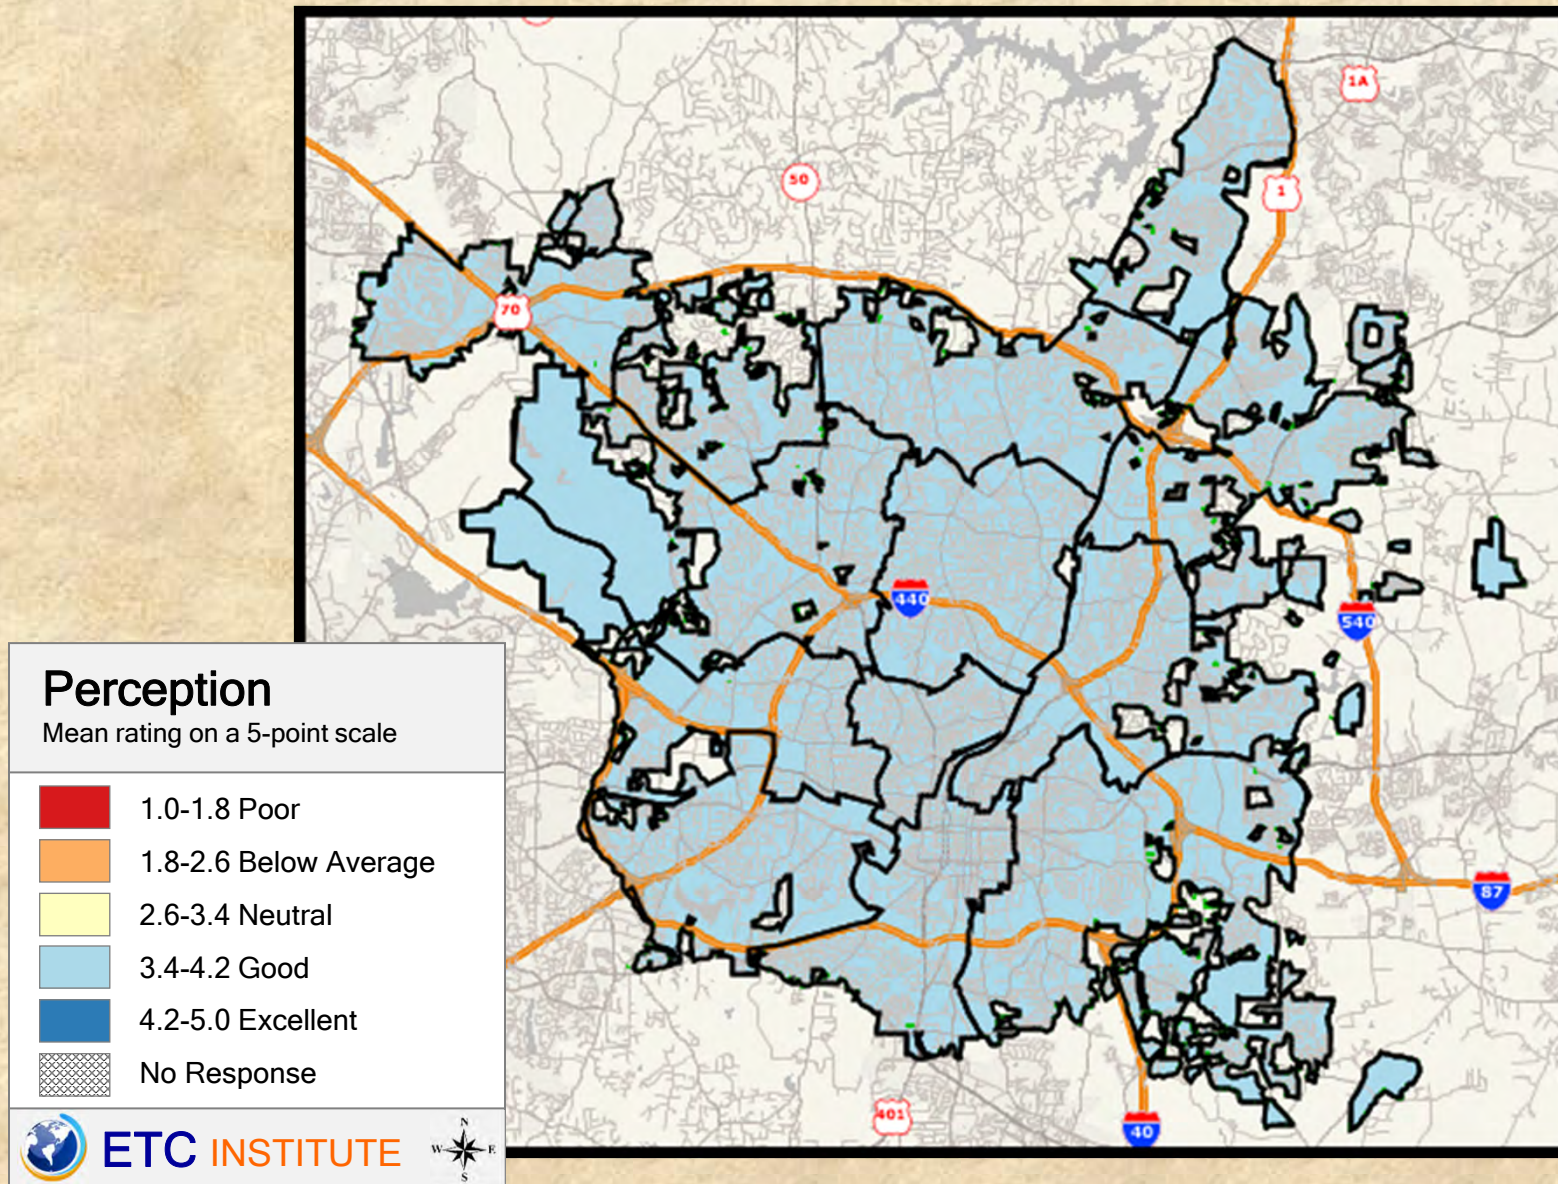 1A
50
1
70
440
540
Perception
Mean rating on a 5-point scale
1.0-1.8 Poor
1.8-2.6 Below Average
87
2.6-3.4 Neutral
3.4-4.2 Good
4.2-5.0 Excellent
No Response
401
40
ETC INSTITUTE
N
W E
S